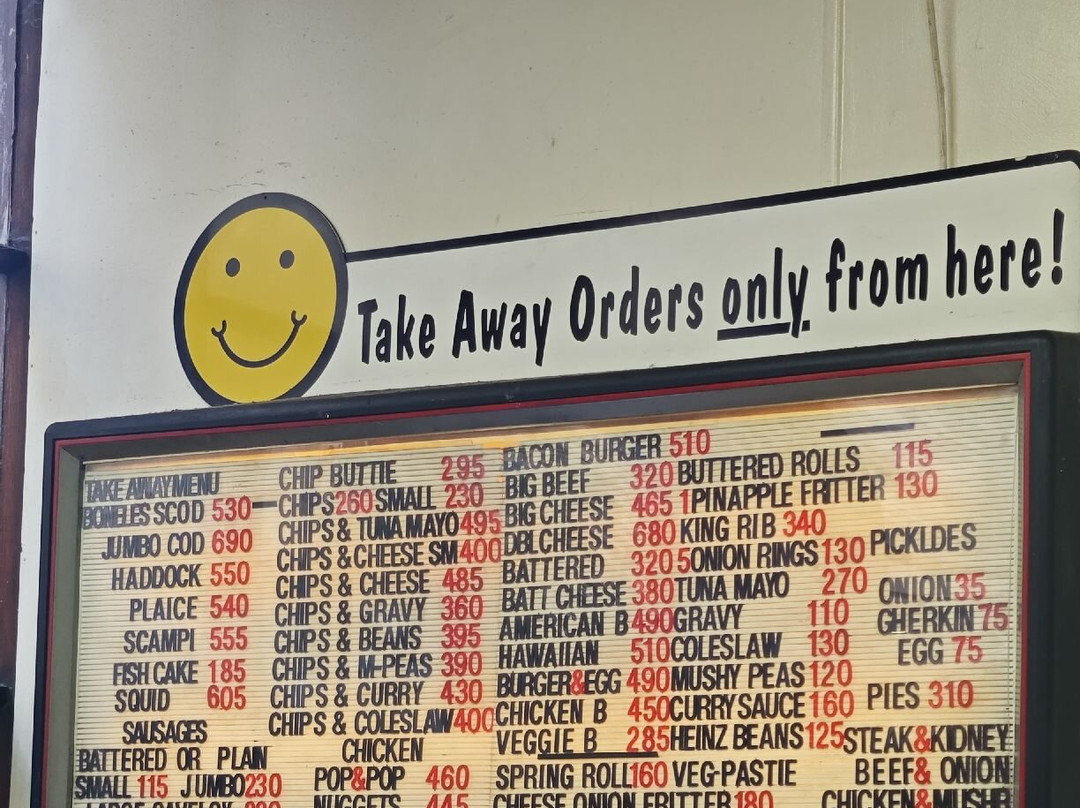 Take Away Orders only from here!
TAKE AWAY MENU
BONELES SCOD 530
JUMBO COD 690
HADDOCK 550
PLAICE 540
SCAMPI 555
FISH CAKE 185
SQUID 605
SAUSAGES
BATTERED OR PLAIN
SMALL 115 JUMBO 230
CHIP BUTTIE 295
CHIPS 260 SMALL 230
CHIPS & TUNA MAYO 495
CHIPS & CHEESE SM 400
CHIPS & CHEESE 485
CHIPS & GRAVY 360
CHIPS & BEANS 395
CHIPS & M-PEAS 390
CHIPS & CURRY 430
CHIPS & COLESLAW 400
CHICKEN
POP & POP 460
NUGGETS 445
BACON BURGER 510
BIG BEEF 320
BIG CHEESE 465
DBL CHEESE 680
BATTERED 320
BATT CHEESE 380
AMERICAN B 490
HAWAIIAN 510
BURGER & EGG 490
CHICKEN B 450
VEGGIE B 285
SPRING ROLL 160
CHEESE ONION FRITTER 180
BUTTERED ROLLS 115
1 PINAPPLE FRITTER 130
KING RIB 340
5 ONION RINGS 130
TUNA MAYO 270
GRAVY 110
COLESLAW 130
MUSHY PEAS 120
CURRY SAUCE 160
HEINZ BEANS 125
VEG-PASTIE
PICKLDES
ONION 35
GHERKIN 75
EGG 75
PIES 310
STEAK & KIDNEY
BEEF & ONION
CHICKEN & MUSHR